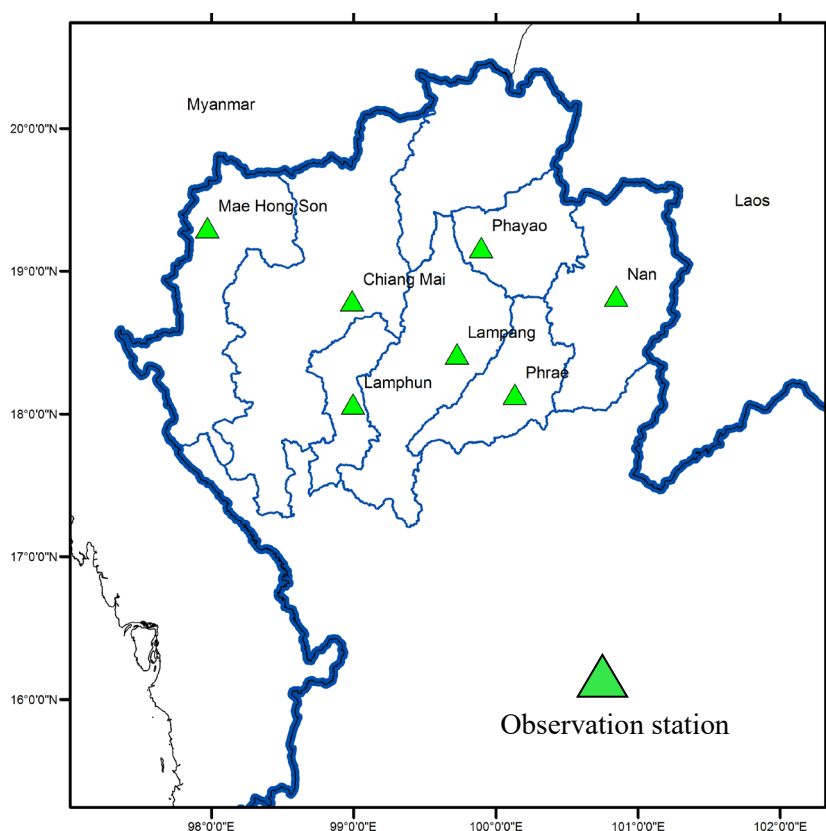 Myanmar
20°0'0"N
Mae Hong Son
Laos
Phayao
19°0'0"N
Chiang Mai
Nan
Lampang
Phrae
Lamphun
18°0'0"N
17°0'0"N
16°0'0"N
Observation station
98°0'0"E
99°0'0"E
100°0'0"E
101°0'0"E
102°0'0"E